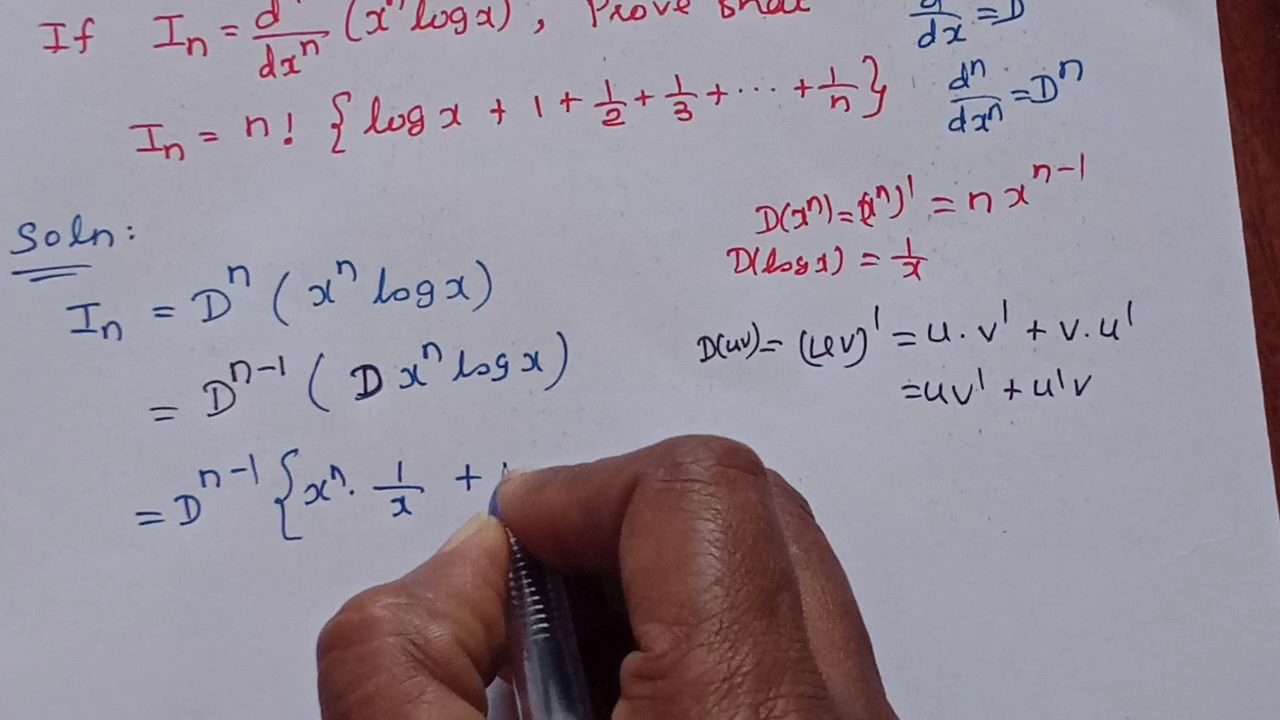 If Iₙ = dⁿ/dxⁿ (xⁿ log x), Prove that
d/dx = D
Iₙ = n! {log x + 1 + 1/2 + 1/3 + ··· + 1/n}
dⁿ/dxⁿ = Dⁿ
D(xⁿ) = (xⁿ)' = n xⁿ⁻¹
D(log x) = 1/x
Soln:
Iₙ = Dⁿ (xⁿ log x)
= Dⁿ⁻¹ (D xⁿ log x)
D(uv) = (uv)' = u.v' + v.u'
= uv' + u'v
= Dⁿ⁻¹ {xⁿ. 1/x +